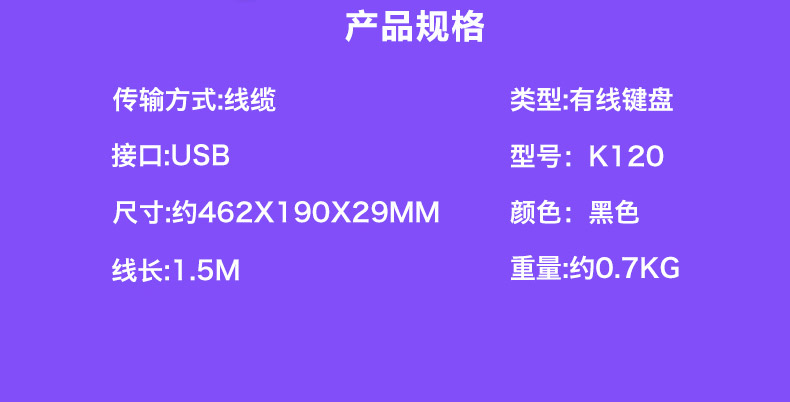 产品规格
传输方式:线缆
类型:有线键盘
接口:USB
型号：K120
尺寸:约462X190X29MM
颜色：黑色
线长:1.5M
重量:约0.7KG